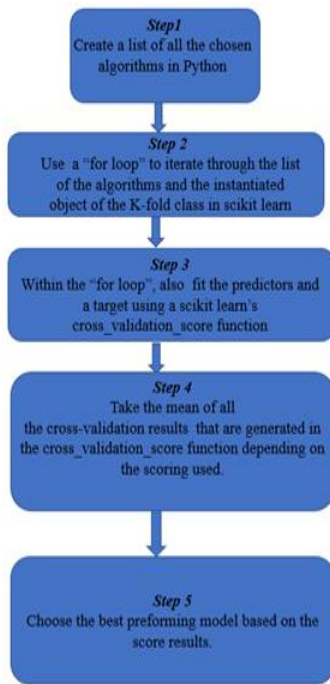 Step1
Create a list of all the chosen
algorithms in Python
Step 2
Use a “for loop” to iterate through the list
of the algorithms and the instantiated
object of the K-fold class in scikit learn
Step 3
Within the “for loop”, also fit the predictors and
a target using a scikit learn’s
cross_validation_score function
Step 4
Take the mean of all
the cross-validation results that are generated in
the cross_validation_score function depending on
the scoring used.
Step 5
Choose the best preforming model based on the
score results.